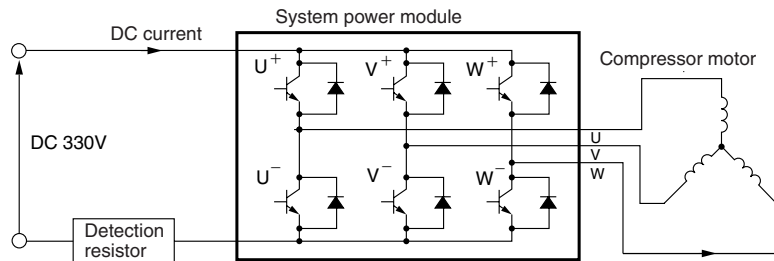 System power module
DC current
Compressor motor
U+
V+
W+
DC 330V
U
V
W
U−
V−
W−
Detection
resistor